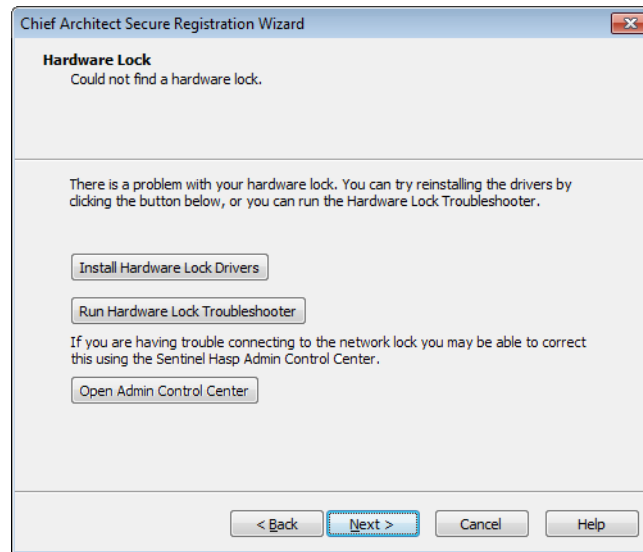 Chief Architect Secure Registration Wizard
Hardware Lock
Could not find a hardware lock.
There is a problem with your hardware lock. You can try reinstalling the drivers by
clicking the button below, or you can run the Hardware Lock Troubleshooter.
Install Hardware Lock Drivers
Run Hardware Lock Troubleshooter
If you are having trouble connecting to the network lock you may be able to correct
this using the Sentinel Hasp Admin Control Center.
Open Admin Control Center
< Back Next > Cancel Help